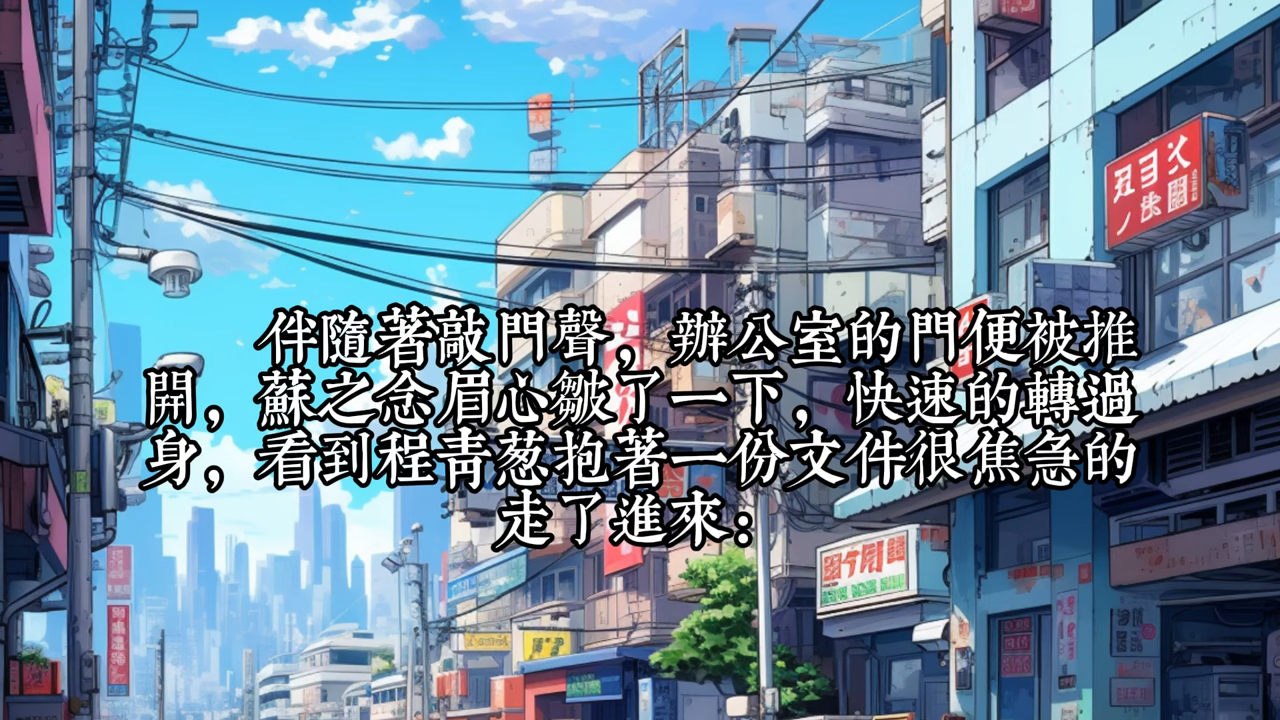 伴隨著敲門聲，辦公室的門便被推
開，蘇之念眉心皺了一下，快速的轉過
身，看到程青葱抱著一份文件很焦急的
走了進來：